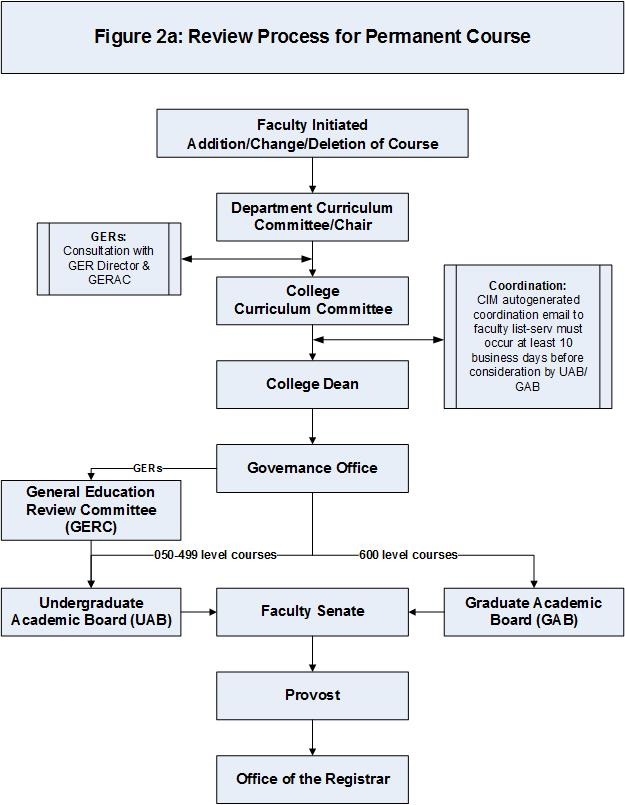 Figure 2a: Review Process for Permanent Course
Faculty Initiated
Addition/Change/Deletion of Course
Department Curriculum
Committee/Chair
GERs:
Consultation with
GER Director &
GERAC
College
Curriculum Committee
Coordination:
CIM autogenerated
coordination email to
faculty list-serv must
occur at least 10
business days before
consideration by UAB/
GAB
College Dean
Governance Office
GERs
General Education
Review Committee
(GERC)
050-499 level courses
600 level courses
Undergraduate
Academic Board (UAB)
Faculty Senate
Graduate Academic
Board (GAB)
Provost
Office of the Registrar